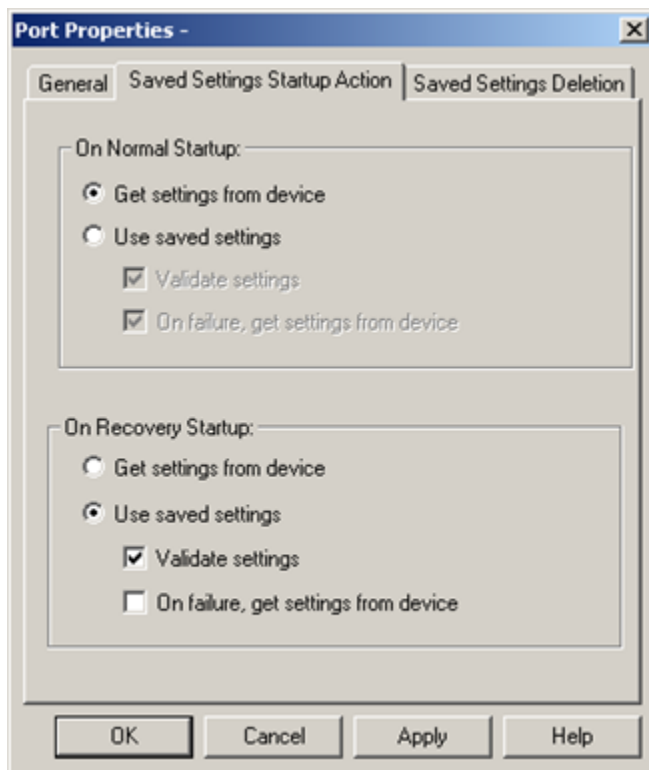 Port Properties -
General Saved Settings Startup Action Saved Settings Deletion
On Normal Startup:
Get settings from device
Use saved settings
Validate settings
On failure, get settings from device
On Recovery Startup:
Get settings from device
Use saved settings
Validate settings
On failure, get settings from device
OK Cancel Apply Help